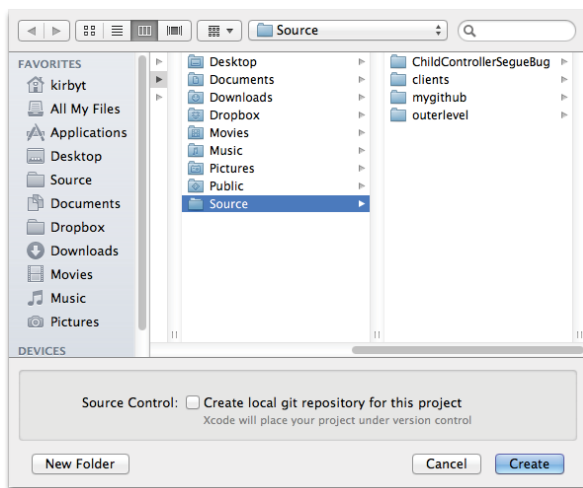 Source
FAVORITES
kirbyt
All My Files
Applications
Desktop
Source
Documents
Dropbox
Downloads
Movies
Music
Pictures
DEVICES
Desktop
Documents
Downloads
Dropbox
Movies
Music
Pictures
Public
Source
ChildControllerSegueBug
clients
mygithub
outerlevel
Source Control: Create local git repository for this project
Xcode will place your project under version control
New Folder Cancel Create